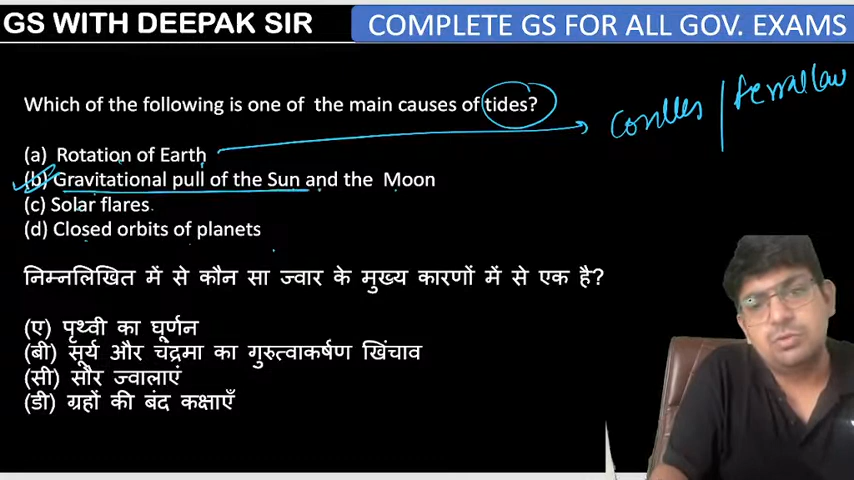 GS WITH DEEPAK SIR
COMPLETE GS FOR ALL GOV. EXAMS
Which of the following is one of the main causes of tides?
(a) Rotation of Earth
(b) Gravitational pull of the Sun and the Moon
(c) Solar flares
(d) Closed orbits of planets
निम्नलिखित में से कौन सा ज्वार के मुख्य कारणों में से एक है?
(ए) पृथ्वी का घूर्णन
(बी) सूर्य और चंद्रमा का गुरुत्वाकर्षण खिंचाव
(सी) सौर ज्वालाएं
(डी) ग्रहों की बंद कक्षाएँ